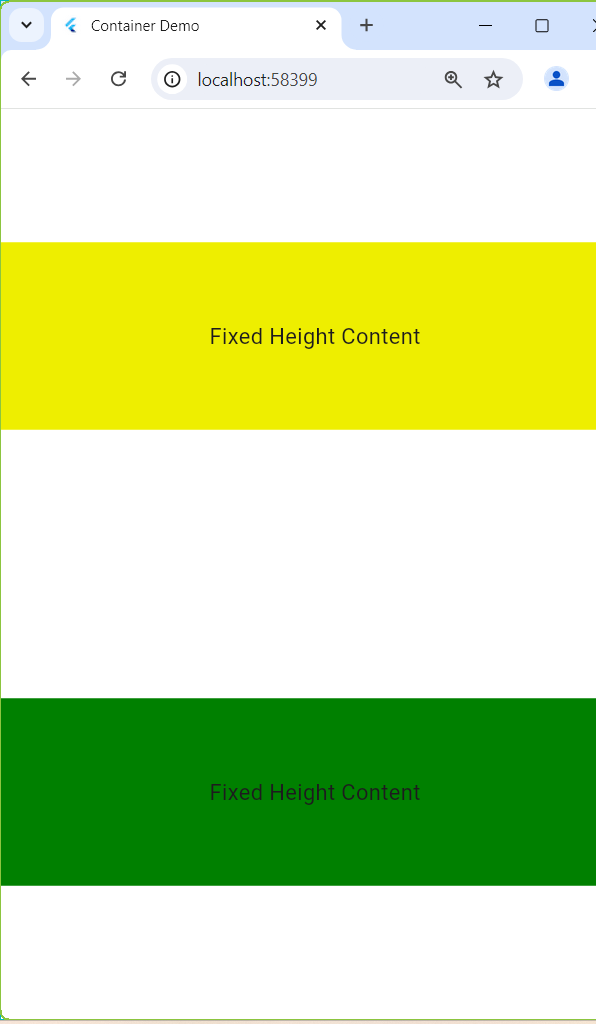 Container Demo
localhost:58399
Fixed Height Content
Fixed Height Content